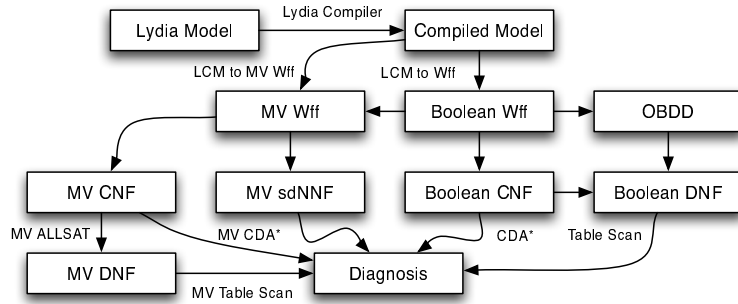 Lydia Compiler
Lydia Model
Compiled Model
LCM to MV Wff
LCM to Wff
MV Wff
Boolean Wff
OBDD
MV CNF
MV sdNNF
Boolean CNF
Boolean DNF
MV ALLSAT
MV CDA*
CDA*
Table Scan
MV DNF
Diagnosis
MV Table Scan